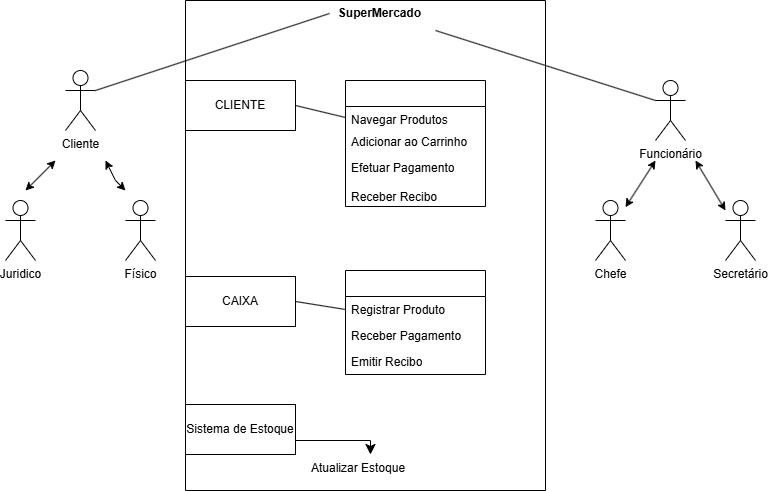 SuperMercado
Cliente
Juridico
Físico
CLIENTE
Navegar Produtos
Adicionar ao Carrinho
Efetuar Pagamento
Receber Recibo
CAIXA
Registrar Produto
Receber Pagamento
Emitir Recibo
Sistema de Estoque
Atualizar Estoque
Funcionário
Chefe
Secretário